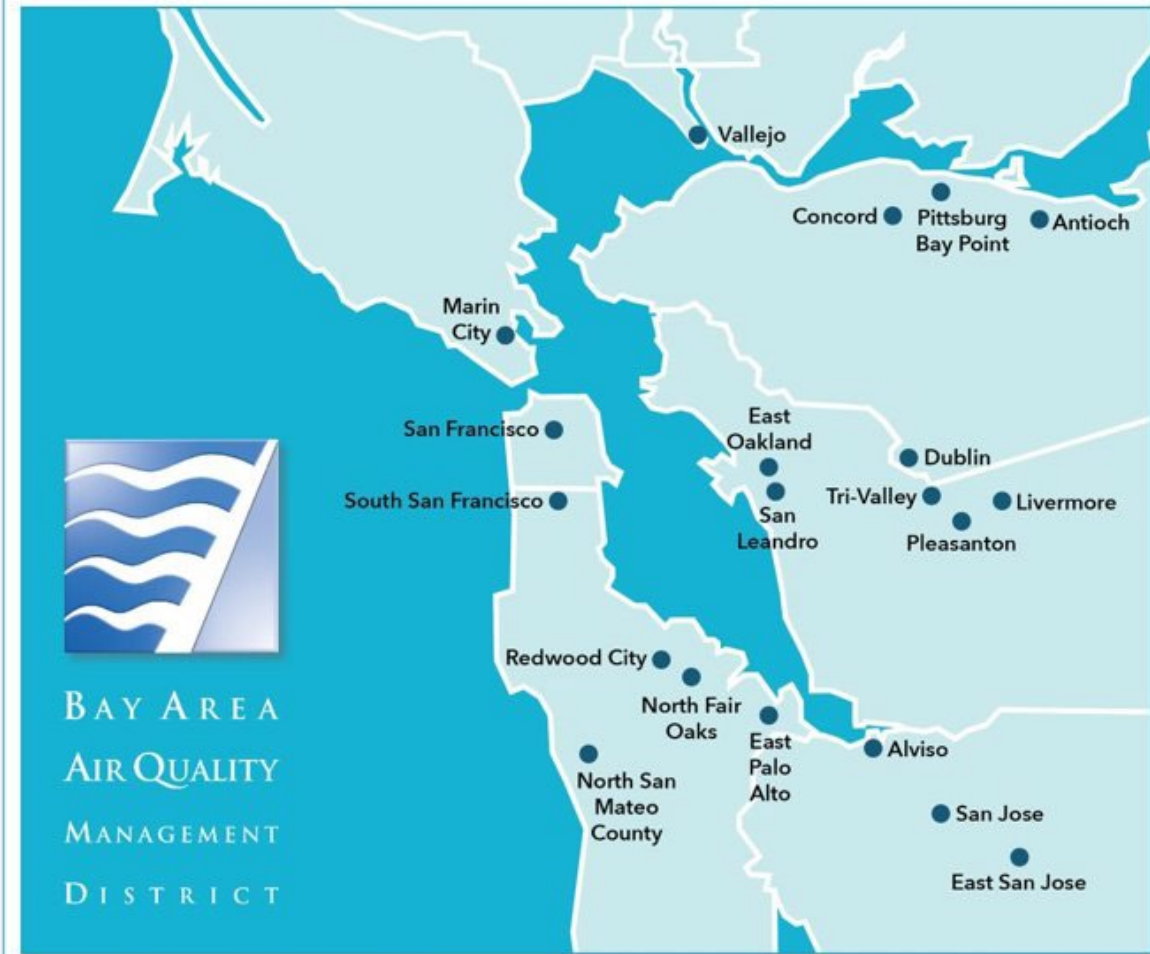 Vallejo
Concord
Pittsburg
Bay Point
Antioch
Marin
City
San Francisco
East
Oakland
Dublin
South San Francisco
San
Leandro
Tri-Valley
Livermore
Pleasanton
Redwood City
North Fair
Oaks
East
Palo
Alto
Alviso
North San
Mateo
County
San Jose
East San Jose
BAY AREA
AIR QUALITY
MANAGEMENT
DISTRICT